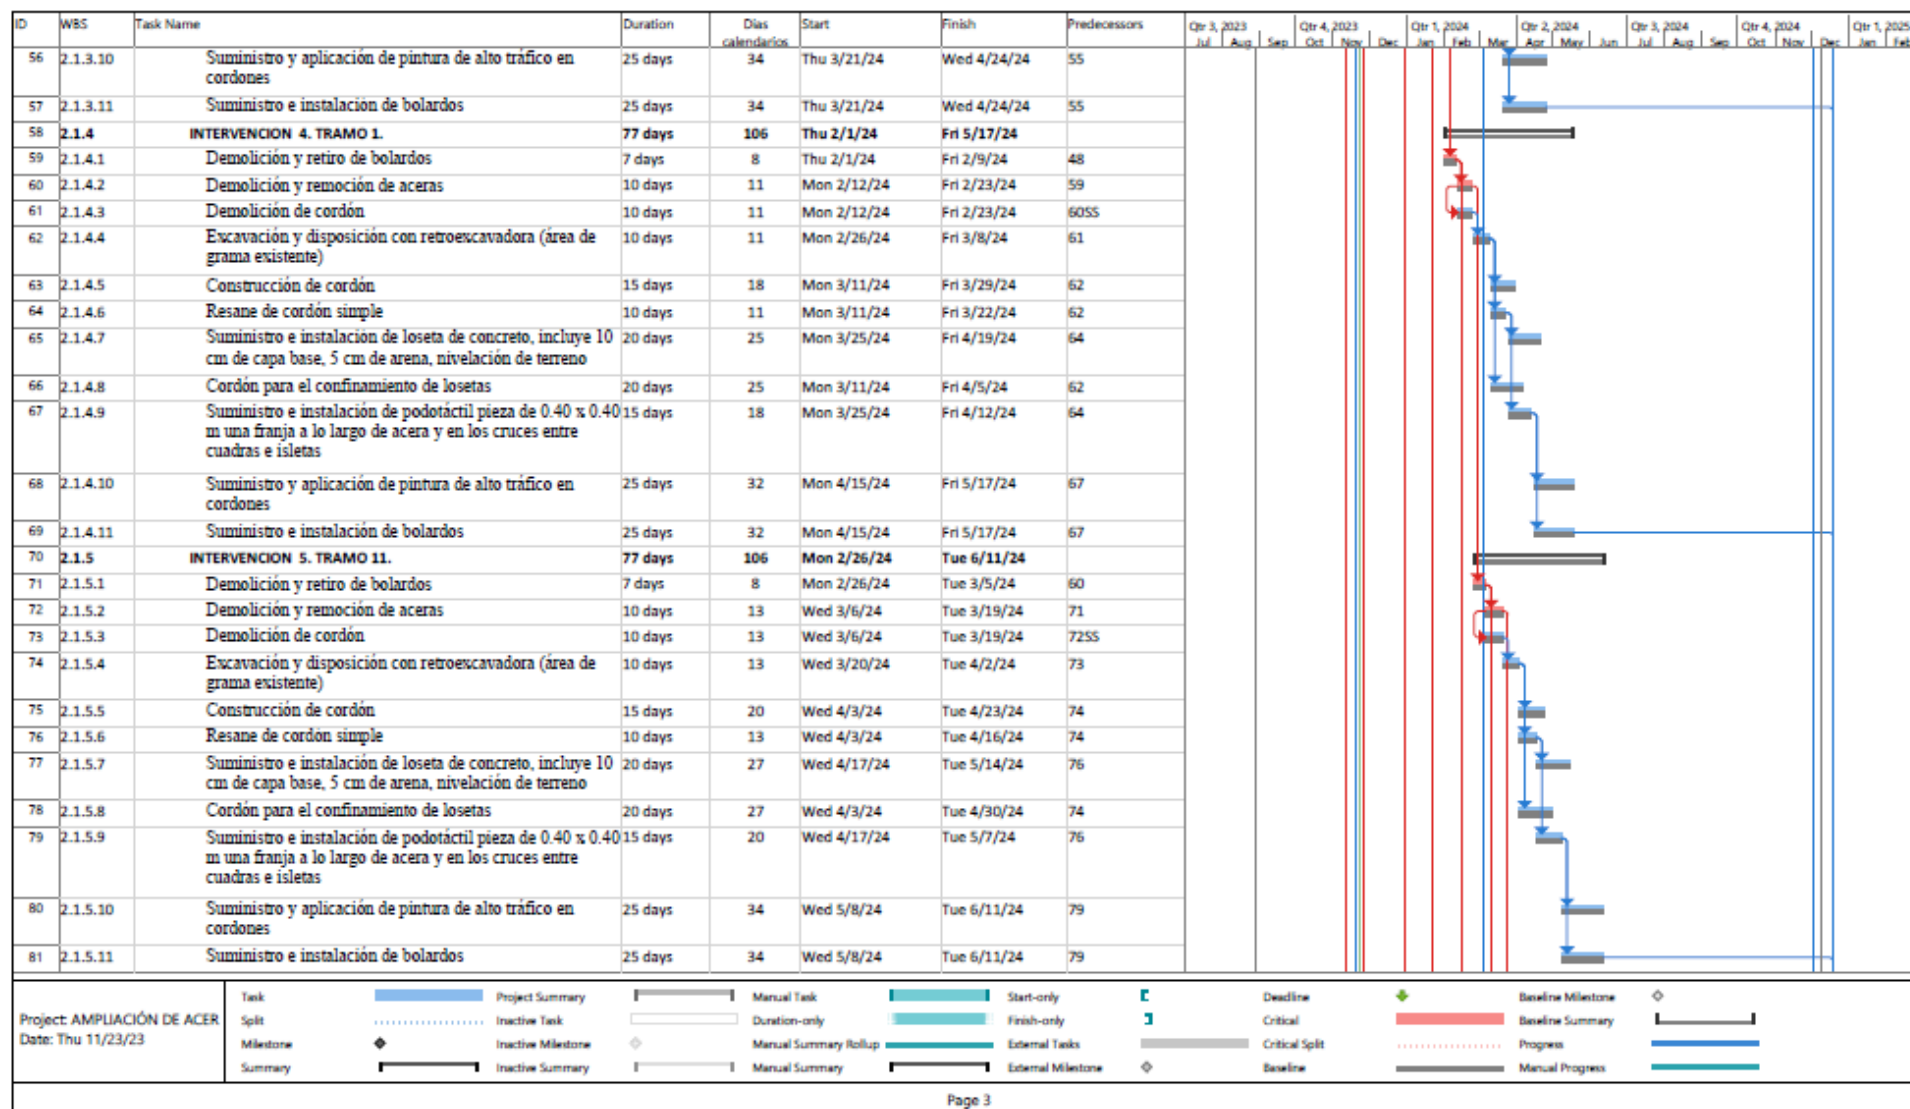 ID WBS Task Name Duration Dias calendarios Start Finish Predecessors
Qtr 3, 2023 Qtr 4, 2023 Qtr 1, 2024 Qtr 2, 2024 Qtr 3, 2024 Qtr 4, 2024 Qtr 1, 2025
Jul Aug Sep Oct Nov Dec Jan Feb Mar Apr May Jun Jul Aug Sep Oct Nov Dec Jan Feb
56 2.1.3.10 Suministro y aplicación de pintura de alto tráfico en 25 days 34 Thu 3/21/24 Wed 4/24/24 55
cordones
57 2.1.3.11 Suministro e instalación de bolardos 25 days 34 Thu 3/21/24 Wed 4/24/24 55
58 2.1.4 INTERVENCION 4. TRAMO 1. 77 days 106 Thu 2/1/24 Fri 5/17/24
59 2.1.4.1 Demolición y retiro de bolardos 7 days 8 Thu 2/1/24 Fri 2/9/24 48
60 2.1.4.2 Demolición y remoción de aceras 10 days 11 Mon 2/12/24 Fri 2/23/24 59
61 2.1.4.3 Demolición de cordón 10 days 11 Mon 2/12/24 Fri 2/23/24 60SS
62 2.1.4.4 Excavación y disposición con retroexcavadora (área de 10 days 11 Mon 2/26/24 Fri 3/8/24 61
grama existente)
63 2.1.4.5 Construcción de cordón 15 days 18 Mon 3/11/24 Fri 3/29/24 62
64 2.1.4.6 Resane de cordón simple 10 days 11 Mon 3/11/24 Fri 3/22/24 62
65 2.1.4.7 Suministro e instalación de loseta de concreto, incluye 10 20 days 25 Mon 3/25/24 Fri 4/19/24 64
cm de capa base, 5 cm de arena, nivelación de terreno
66 2.1.4.8 Cordón para el confinamiento de losetas 20 days 25 Mon 3/11/24 Fri 4/5/24 62
67 2.1.4.9 Suministro e instalación de podotáctil pieza de 0.40 x 0.40 15 days 18 Mon 3/25/24 Fri 4/12/24 64
m una franja a lo largo de acera y en los cruces entre
cuadras e isletas
68 2.1.4.10 Suministro y aplicación de pintura de alto tráfico en 25 days 32 Mon 4/15/24 Fri 5/17/24 67
cordones
69 2.1.4.11 Suministro e instalación de bolardos 25 days 32 Mon 4/15/24 Fri 5/17/24 67
70 2.1.5 INTERVENCION 5. TRAMO 11. 77 days 106 Mon 2/26/24 Tue 6/11/24
71 2.1.5.1 Demolición y retiro de bolardos 7 days 8 Mon 2/26/24 Tue 3/5/24 60
72 2.1.5.2 Demolición y remoción de aceras 10 days 13 Wed 3/6/24 Tue 3/19/24 71
73 2.1.5.3 Demolición de cordón 10 days 13 Wed 3/6/24 Tue 3/19/24 72SS
74 2.1.5.4 Excavación y disposición con retroexcavadora (área de 10 days 13 Wed 3/20/24 Tue 4/2/24 73
grama existente)
75 2.1.5.5 Construcción de cordón 15 days 20 Wed 4/3/24 Tue 4/23/24 74
76 2.1.5.6 Resane de cordón simple 10 days 13 Wed 4/3/24 Tue 4/16/24 74
77 2.1.5.7 Suministro e instalación de loseta de concreto, incluye 10 20 days 27 Wed 4/17/24 Tue 5/14/24 76
cm de capa base, 5 cm de arena, nivelación de terreno
78 2.1.5.8 Cordón para el confinamiento de losetas 20 days 27 Wed 4/3/24 Tue 4/30/24 74
79 2.1.5.9 Suministro e instalación de podotáctil pieza de 0.40 x 0.40 15 days 20 Wed 4/17/24 Tue 5/7/24 76
m una franja a lo largo de acera y en los cruces entre
cuadras e isletas
80 2.1.5.10 Suministro y aplicación de pintura de alto tráfico en 25 days 34 Wed 5/8/24 Tue 6/11/24 79
cordones
81 2.1.5.11 Suministro e instalación de bolardos 25 days 34 Wed 5/8/24 Tue 6/11/24 79
Project: AMPLIACIÓN DE ACER
Date: Thu 11/23/23
Task Project Summary Manual Task Start-only Deadline Baseline Milestone
Split Inactive Task Duration-only Finish-only Critical Baseline Summary
Milestone Inactive Milestone Manual Summary Rollup External Tasks Critical Split Progress
Summary Inactive Summary Manual Summary External Milestone Baseline Manual Progress
Page 3